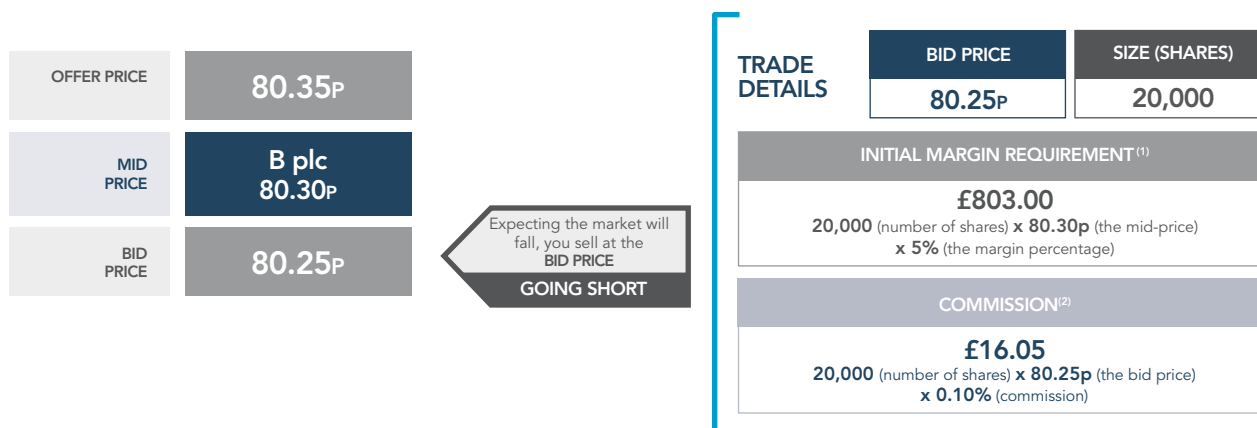 OFFER PRICE
80.35P
MID
PRICE
B plc
80.30P
BID
PRICE
80.25P
Expecting the market will
fall, you sell at the
BID PRICE
GOING SHORT
TRADE
DETAILS
BID PRICE
80.25P
SIZE (SHARES)
20,000
INITIAL MARGIN REQUIREMENT(1)
£803.00
20,000 (number of shares) x 80.30p (the mid-price)
x 5% (the margin percentage)
COMMISSION(2)
£16.05
20,000 (number of shares) x 80.25p (the bid price)
x 0.10% (commission)